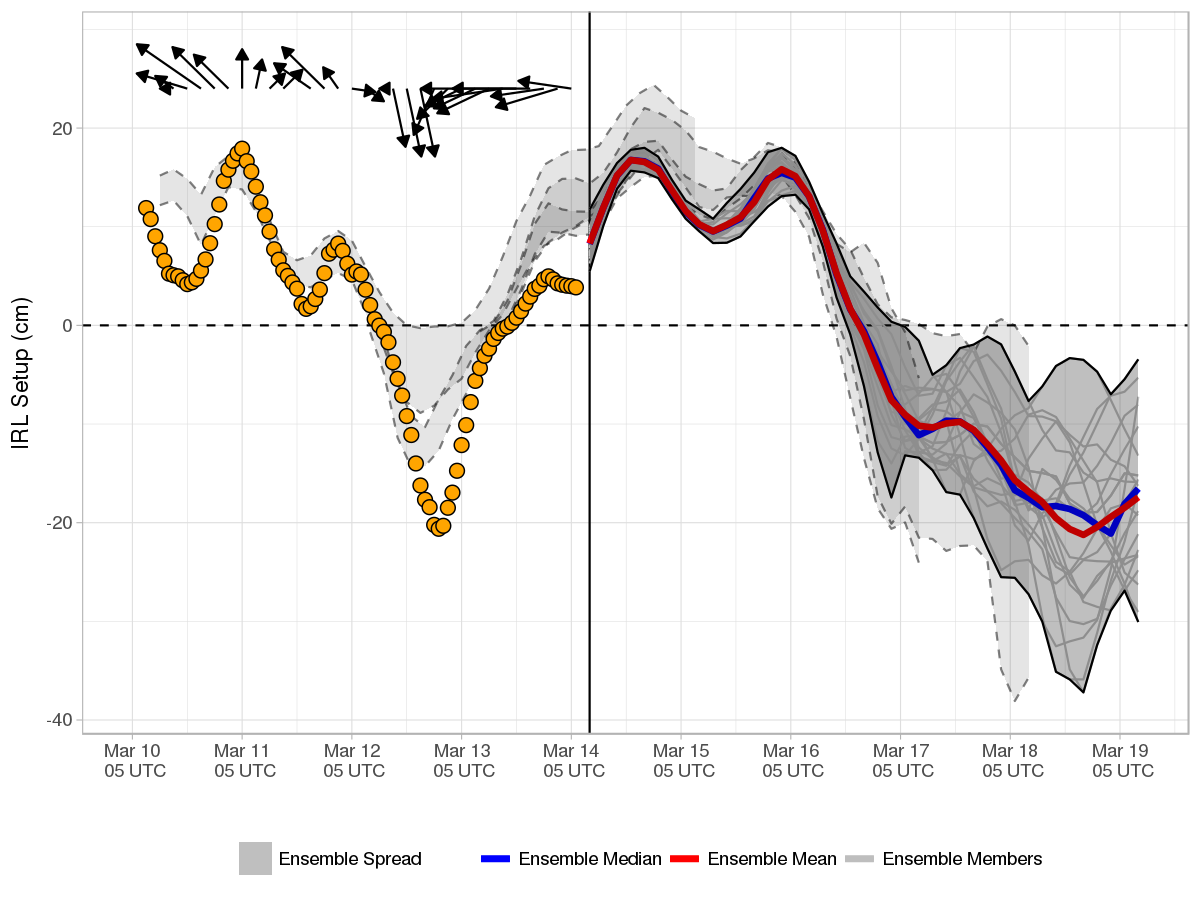 IRL Setup (cm)
20
0
-20
-40
Mar 10 Mar 11 Mar 12 Mar 13 Mar 14 Mar 15 Mar 16 Mar 17 Mar 18 Mar 19
05 UTC 05 UTC 05 UTC 05 UTC 05 UTC 05 UTC 05 UTC 05 UTC 05 UTC 05 UTC
Ensemble Spread Ensemble Median Ensemble Mean Ensemble Members